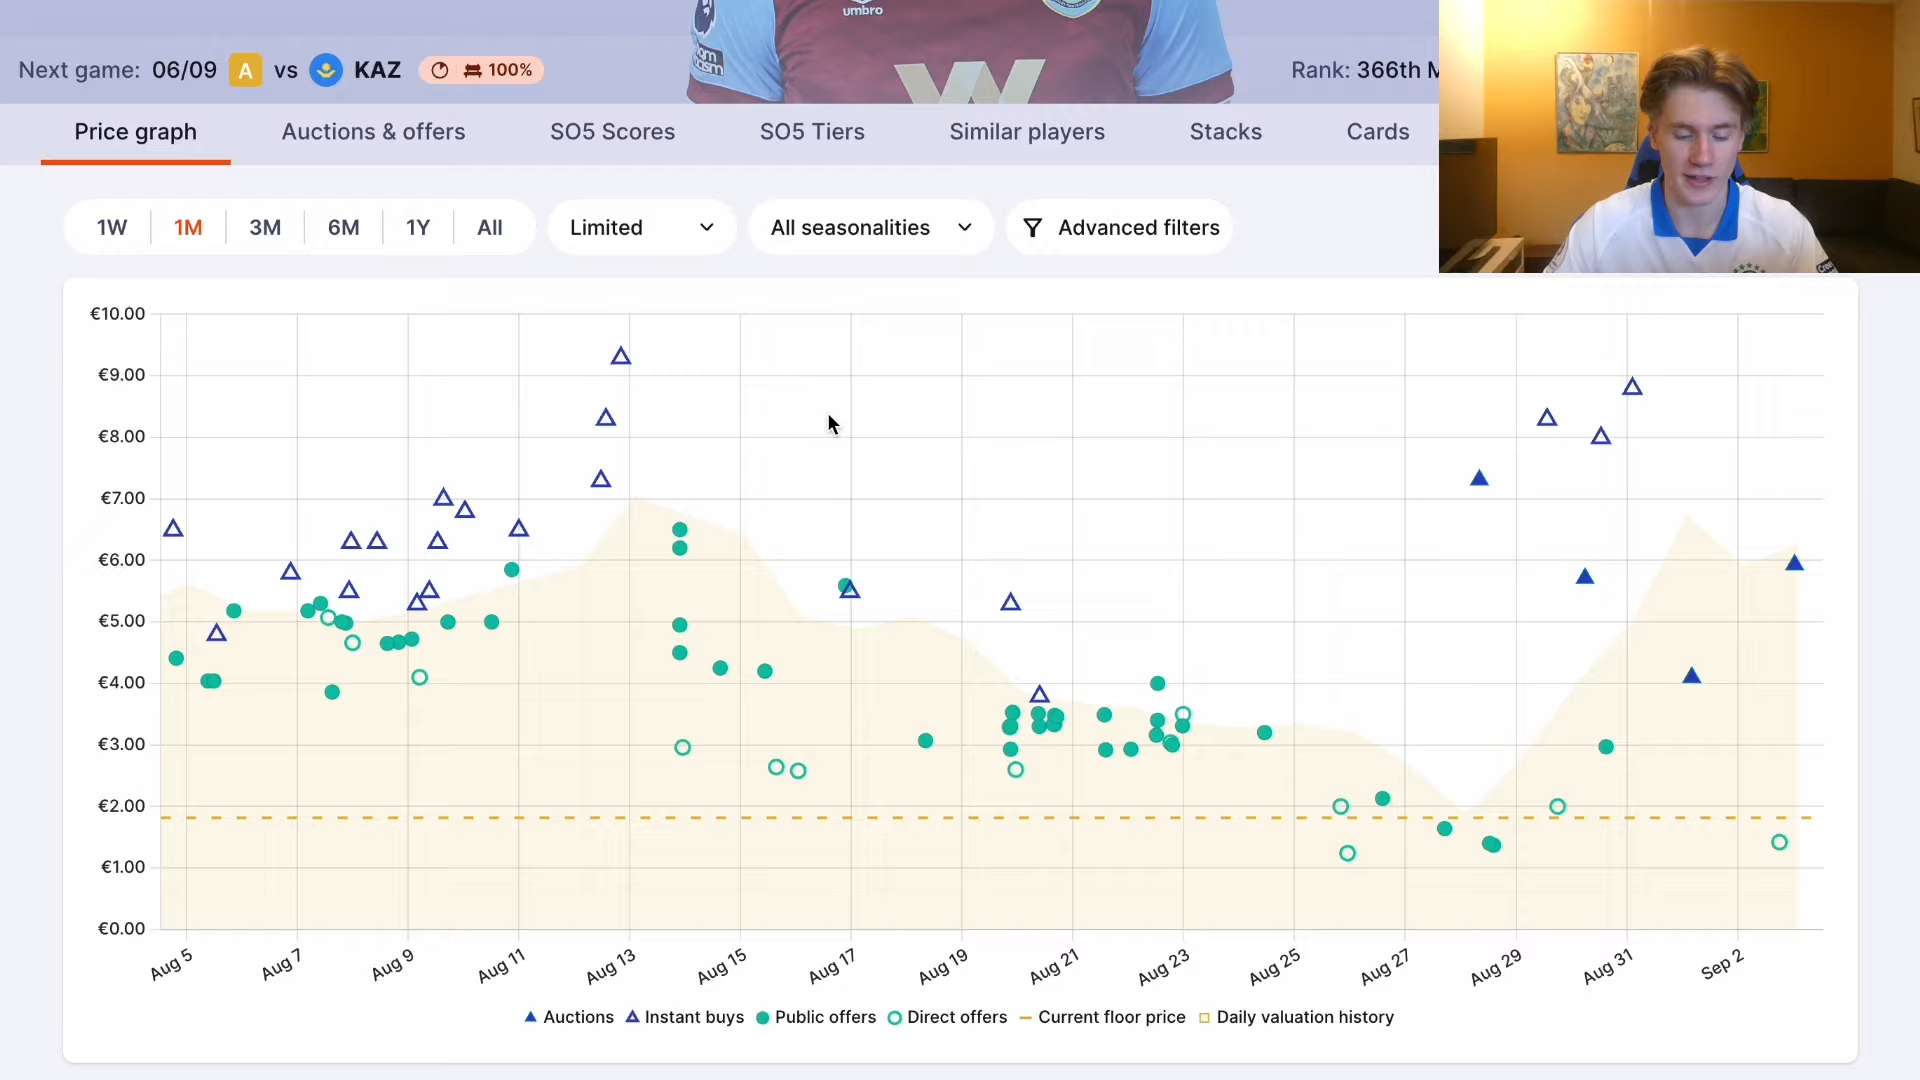 umbro
Next game: 06/09 A vs KAZ 100%
Rank: 366th
Price graph Auctions & offers SO5 Scores SO5 Tiers Similar players Stacks Cards
1W 1M 3M 6M 1Y All Limited All seasonalities Advanced filters
€10.00
€9.00
€8.00
€7.00
€6.00
€5.00
€4.00
€3.00
€2.00
€1.00
€0.00
Aug 5 Aug 7 Aug 9 Aug 11 Aug 13 Aug 15 Aug 17 Aug 19 Aug 21 Aug 23 Aug 25 Aug 27 Aug 29 Aug 31 Sep 2
Auctions Instant buys Public offers Direct offers Current floor price Daily valuation history